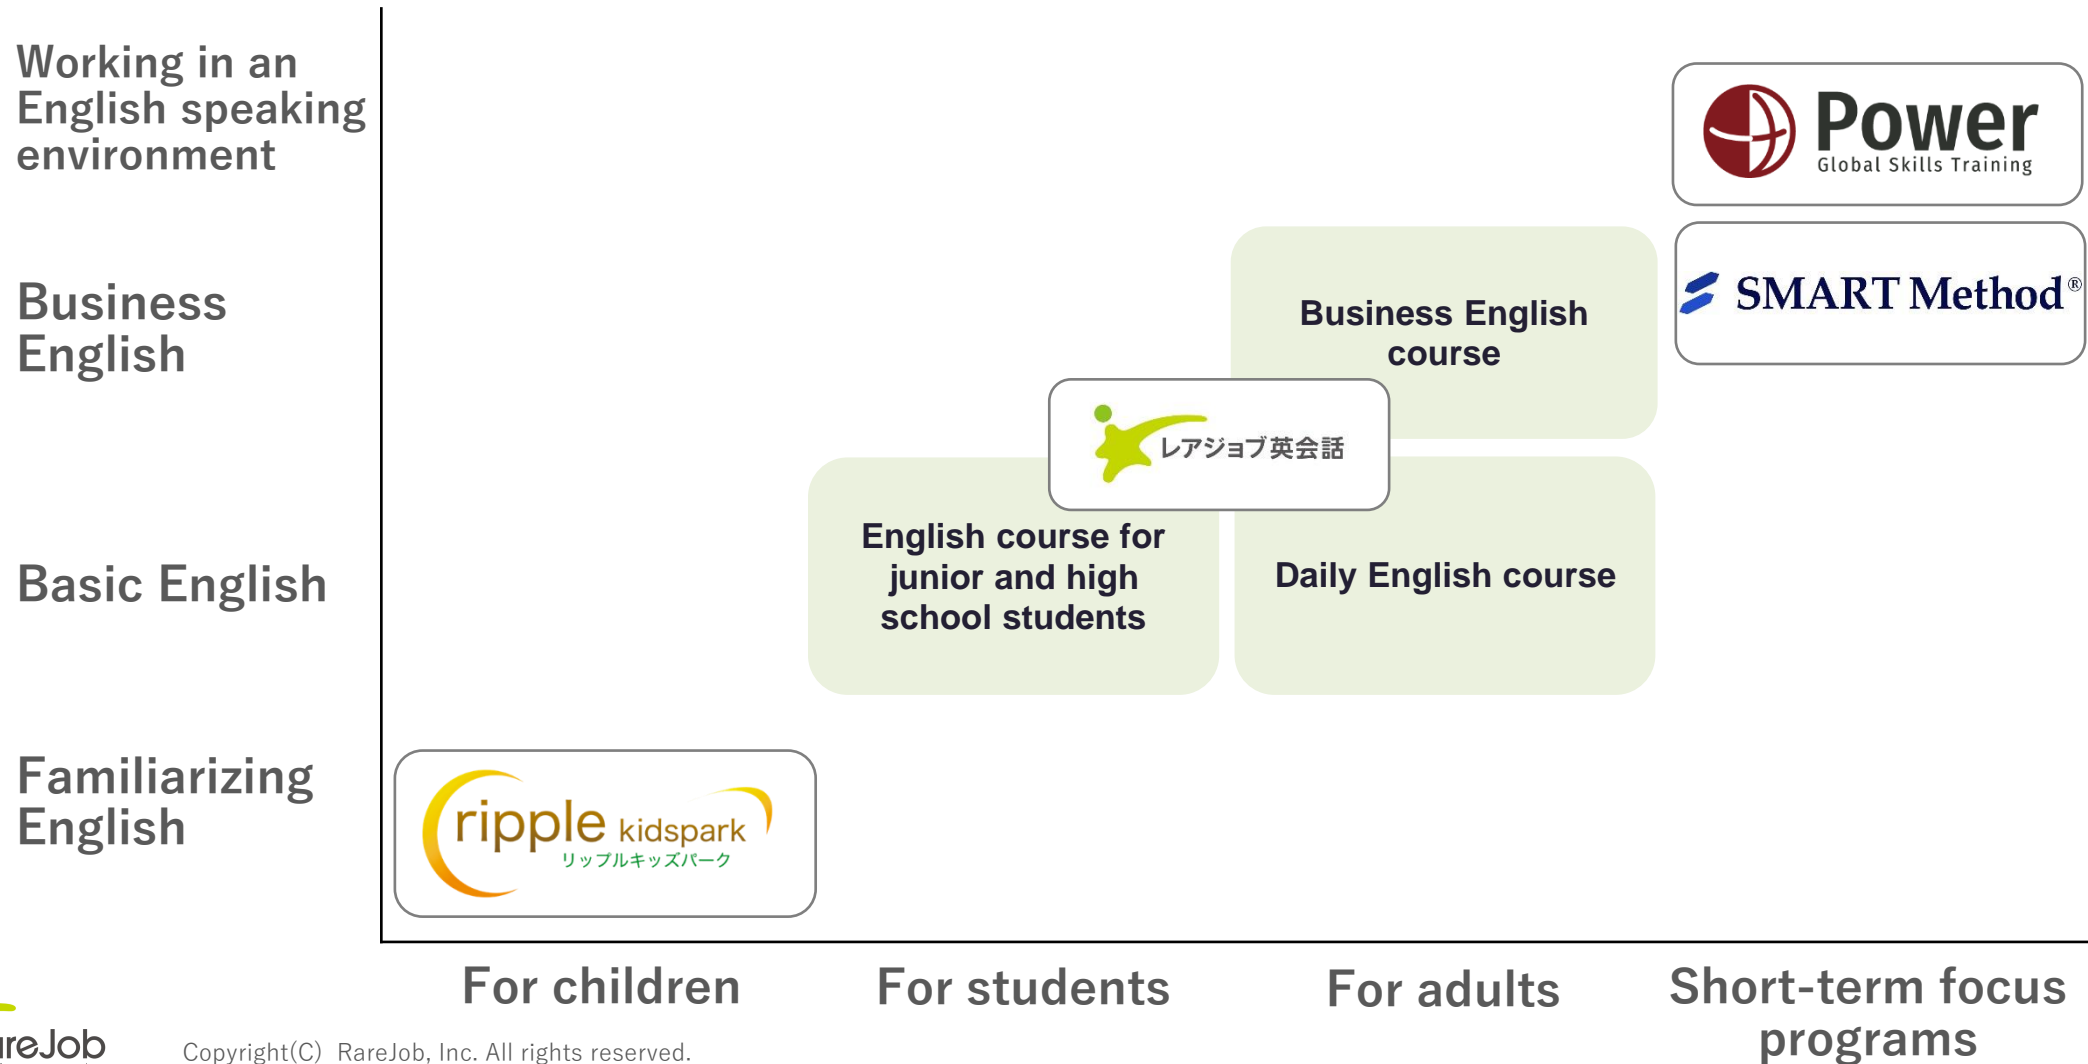 Working in an
English speaking
environment
Power
Global Skills Training
Business
English
Business English
course
SMART Method®
レアジョブ英会話
Basic English
English course for
junior and high
school students
Daily English course
Familiarizing
English
ripple kidspark
リップルキッズパーク
For children
For students
For adults
Short-term focus
programs
areJob
Copyright(C) RareJob, Inc. All rights reserved.